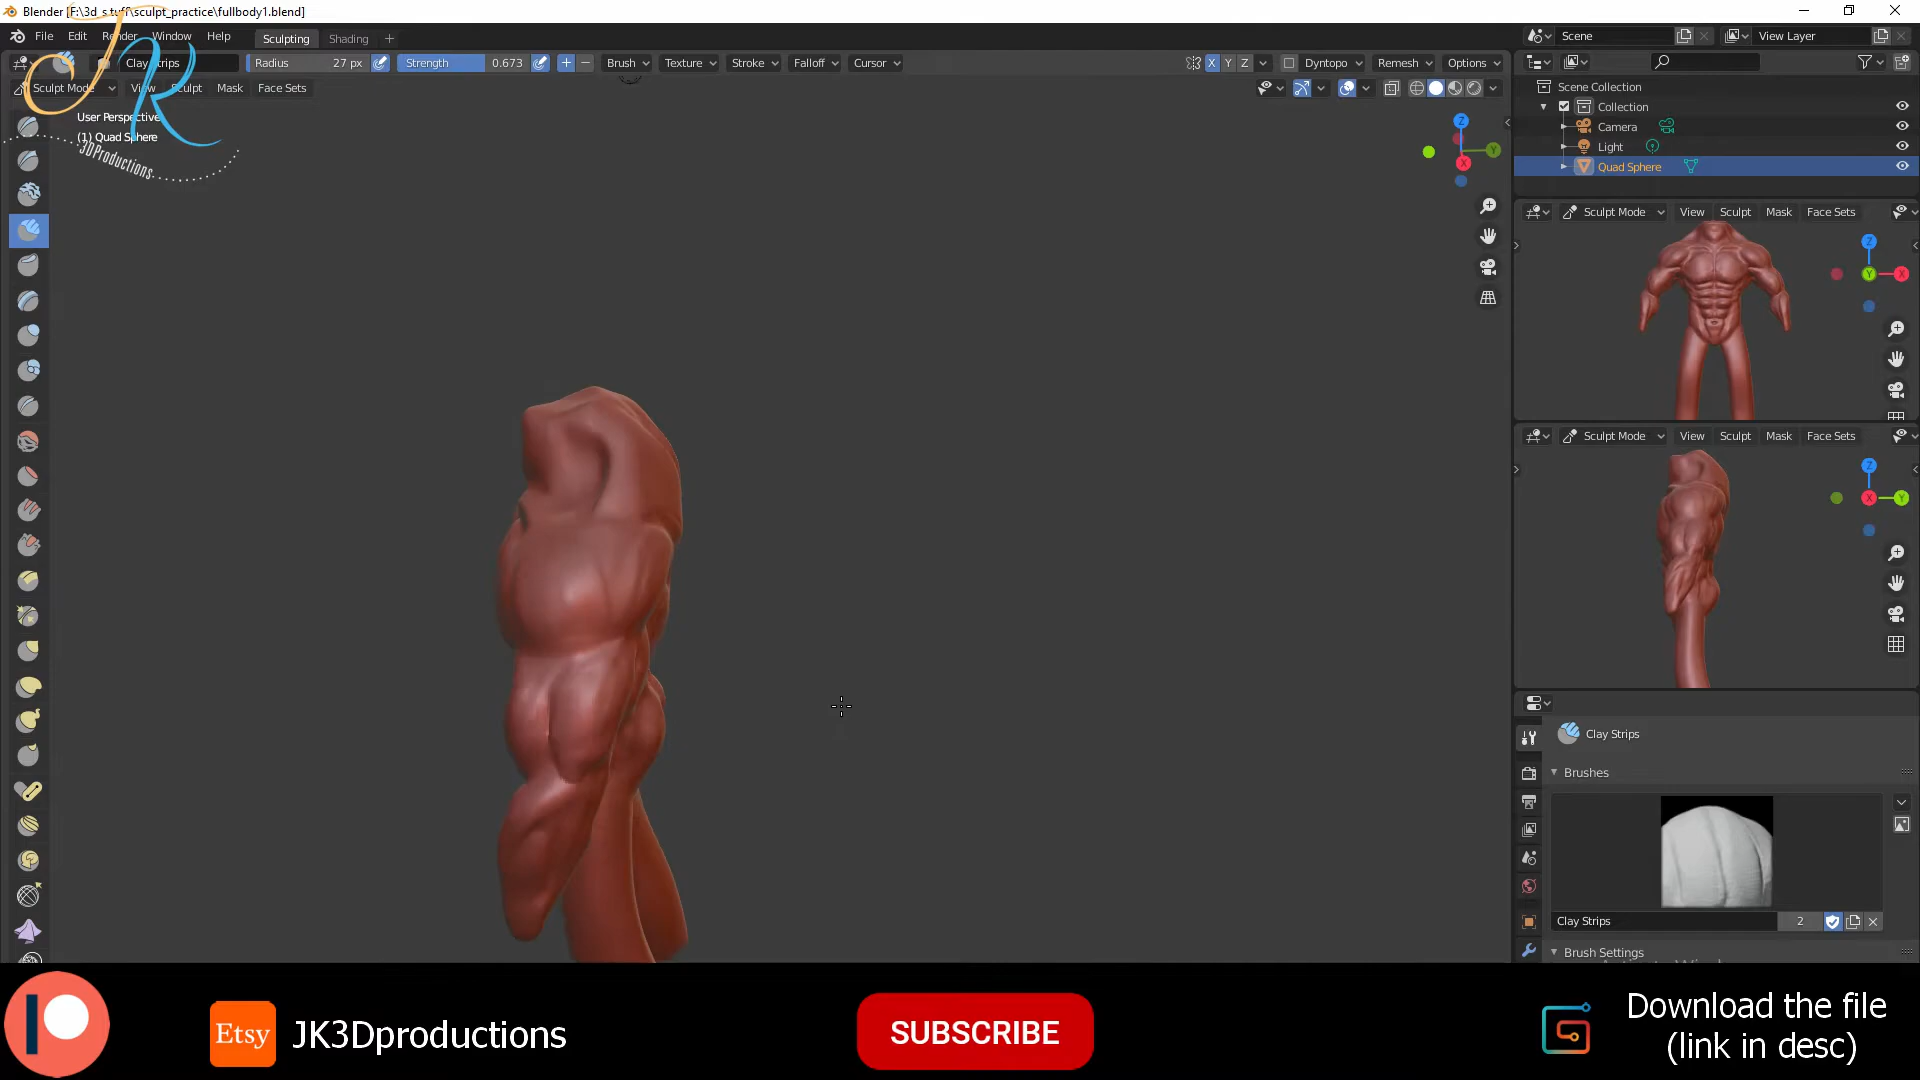 Blender [F:\3d_stuff\sculpt_practice\fullbody1.blend]
File Edit Render Window Help Sculpting Shading +
Clay Strips Radius 27 px Strength 0.673 Brush Texture Stroke Falloff Cursor X Y Z Dyntopo Remesh Options
Sculpt Mode View Sculpt Mask Face Sets
User Perspective
(1) Quad Sphere
JK
3DProductions
Z
Y
X
Scene View Layer
Scene Collection
Collection
Camera
Light
Quad Sphere
Sculpt Mode View Sculpt Mask Face Sets
Z
Y X
Sculpt Mode View Sculpt Mask Face Sets
Z
X Y
Clay Strips
Brushes
Clay Strips 2
Brush Settings
Etsy JK3Dproductions
SUBSCRIBE
Download the file
(link in desc)